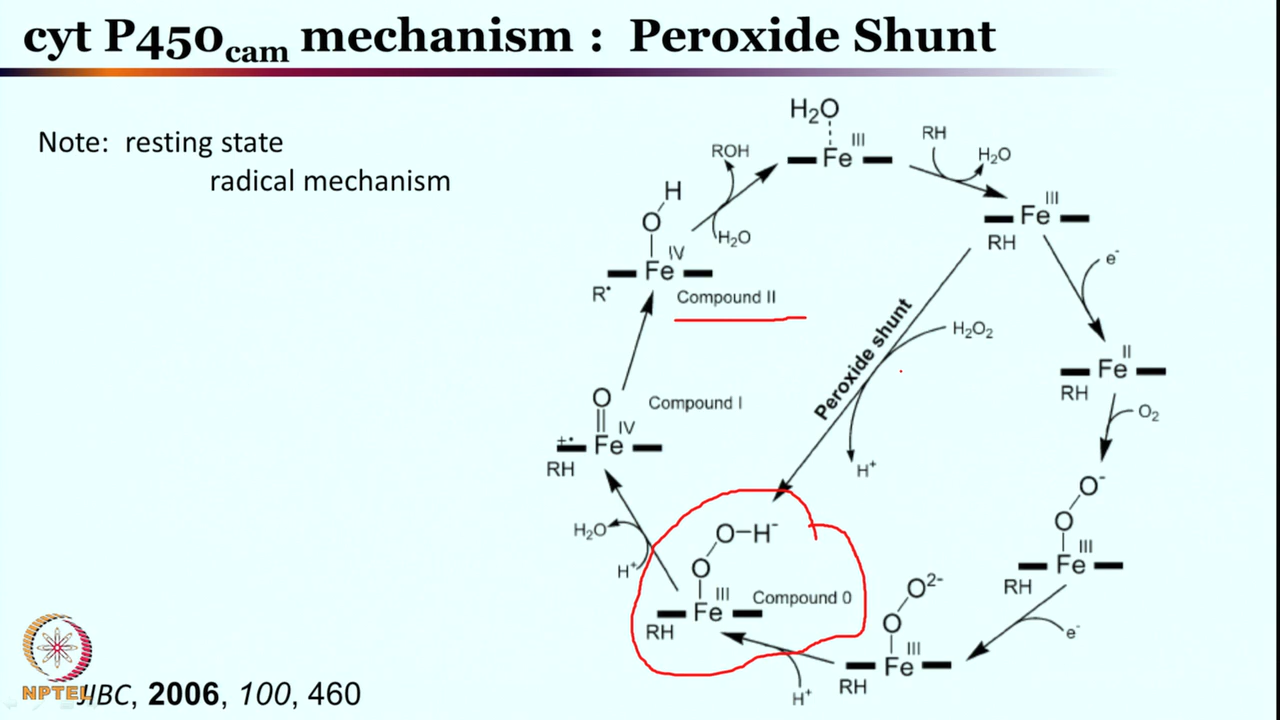 cyt P450cam mechanism : Peroxide Shunt
Note: resting state
radical mechanism
H2O
III
Fe
RH
H2O
III
Fe
RH
e-
II
Fe
RH
O2
O-
O
III
Fe
RH
e-
O2-
O
III
Fe
RH
H+
Peroxide shunt
H2O2
H+
O-H-
O
III
Fe
Compound 0
RH
H2O
H+
O
IV
+• Fe
Compound I
RH
H
O
IV
Fe
R•
Compound II
ROH
H2O
NPTEL
JIBC, 2006, 100, 460